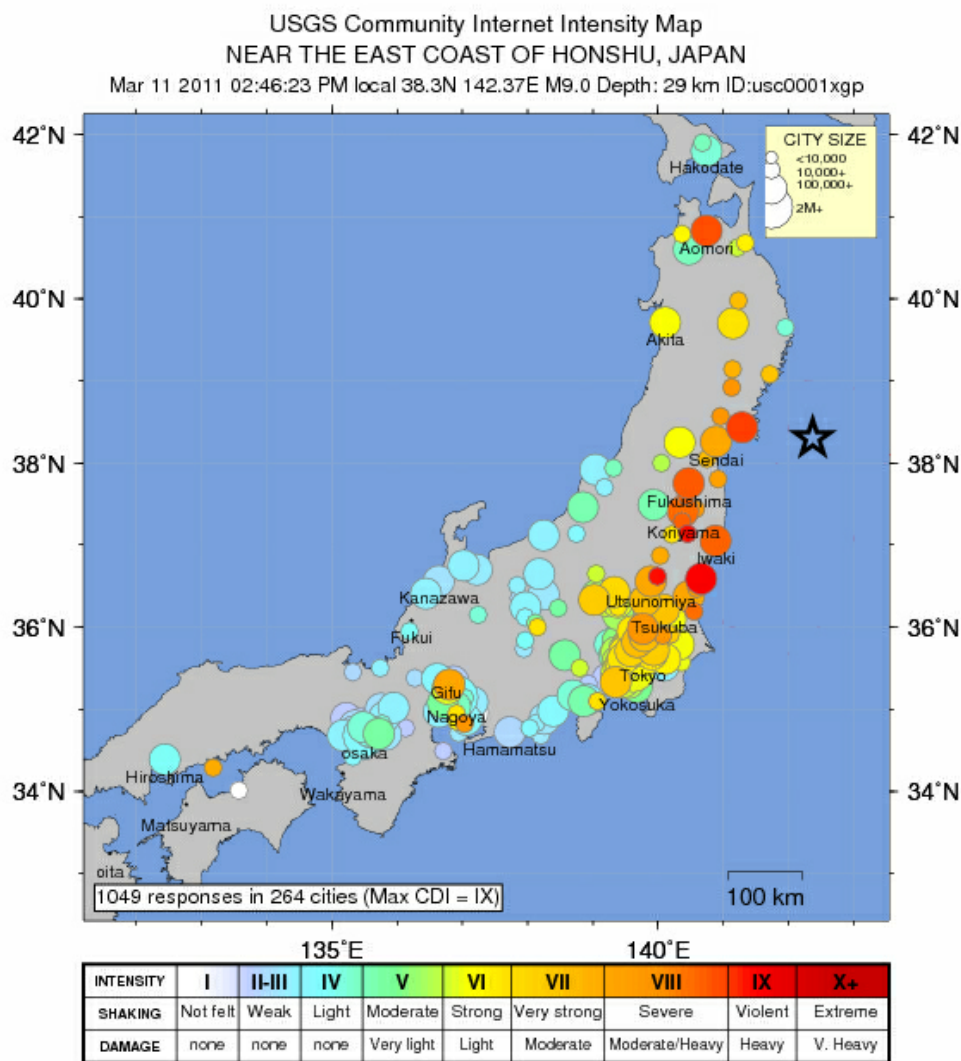 USGS Community Internet Intensity Map
NEAR THE EAST COAST OF HONSHU, JAPAN
Mar 11 2011 02:46:23 PM local 38.3N 142.37E M9.0 Depth: 29 km ID:usc0001xgp
42˚N
42˚N
CITY SIZE
<10,000
10,000+
100,000+
2M+
Hakodate
Aomori
40˚N
40˚N
Akita
38˚N
38˚N
Sendai
Fukushima
Koriyama
Iwaki
Kanazawa
Utsunomiya
36˚N
36˚N
Fukui
Tsukuba
Tokyo
Gifu
Yokosuka
Nagoya
Hamamatsu
osaka
Hiroshima
34˚N
34˚N
Wakayama
Matsuyama
oita
1049 responses in 264 cities (Max CDI = IX)
100 km
135˚E
140˚E
INTENSITY I II-III IV V VI VII VIII IX X+
SHAKING Not felt Weak Light Moderate Strong Very strong Severe Violent Extreme
DAMAGE none none none Very light Light Moderate Moderate/Heavy Heavy V. Heavy